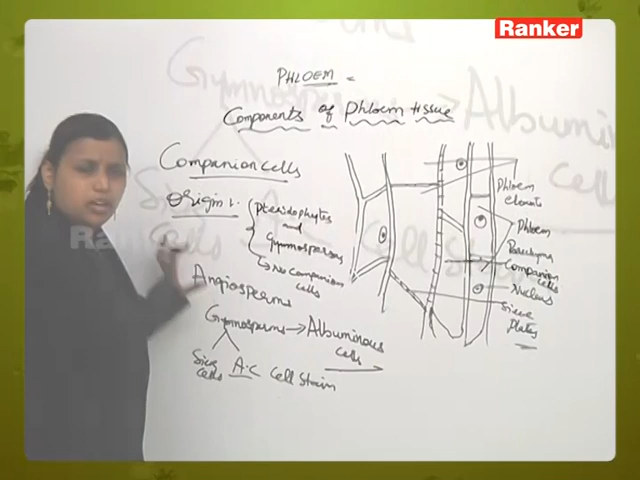 Ranker
PHLOEM =
Components of Phloem tissue
Companion cells
Origin:
Pteridophytes
and
Gymnosperms
No companion
cells
Angiosperms
Gymnosperms → Albuminous
cells
Sieve
cells
A.C
Cell Strain
Phloem
elements
Phloem
Parechyma
Companion
cells
Nucleus
Sieve
Plates